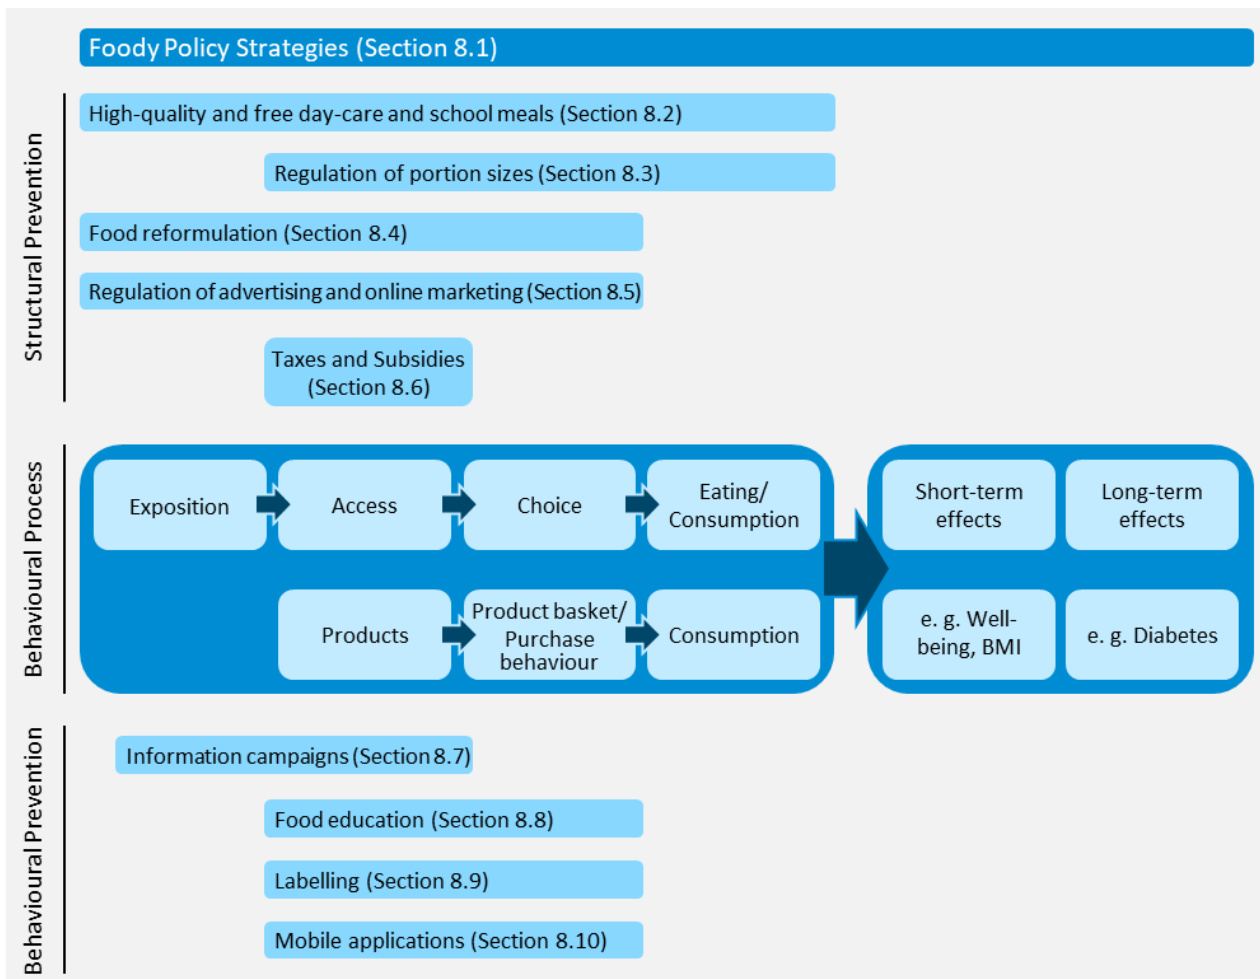 Foody Policy Strategies (Section 8.1)
Structural Prevention
High-quality and free day-care and school meals (Section 8.2)
Regulation of portion sizes (Section 8.3)
Food reformulation (Section 8.4)
Regulation of advertising and online marketing (Section 8.5)
Taxes and Subsidies
(Section 8.6)
Behavioural Process
Exposition
Access
Choice
Eating/
Consumption
Short-term
effects
Long-term
effects
Products
Product basket/
Purchase
behaviour
Consumption
e. g. Well-
being, BMI
e. g. Diabetes
Behavioural Prevention
Information campaigns (Section 8.7)
Food education (Section 8.8)
Labelling (Section 8.9)
Mobile applications (Section 8.10)